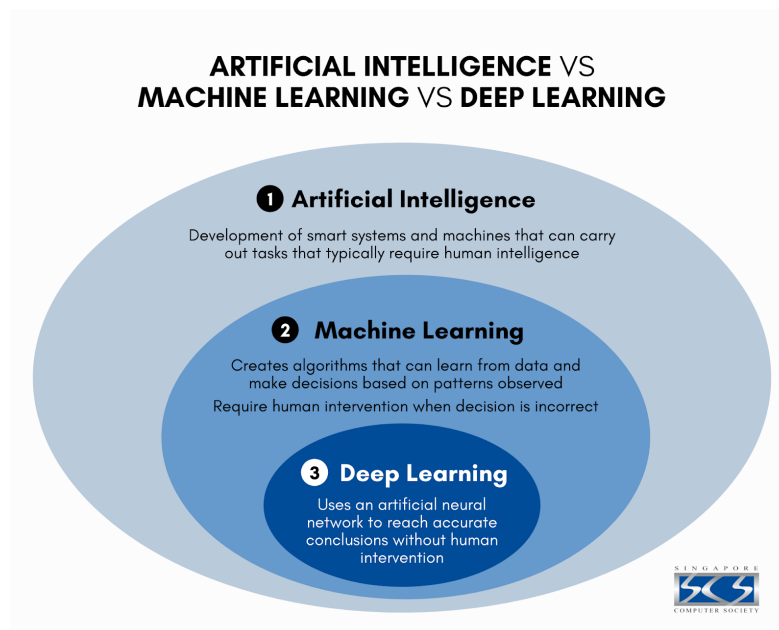 ARTIFICIAL INTELLIGENCE VS
MACHINE LEARNING VS DEEP LEARNING
1 Artificial Intelligence
Development of smart systems and machines that can carry
out tasks that typically require human intelligence
2 Machine Learning
Creates algorithms that can learn from data and
make decisions based on patterns observed
Require human intervention when decision is incorrect
3 Deep Learning
Uses an artificial neural
network to reach accurate
conclusions without human
intervention
SINGAPORE
SCS
COMPUTER SOCIETY